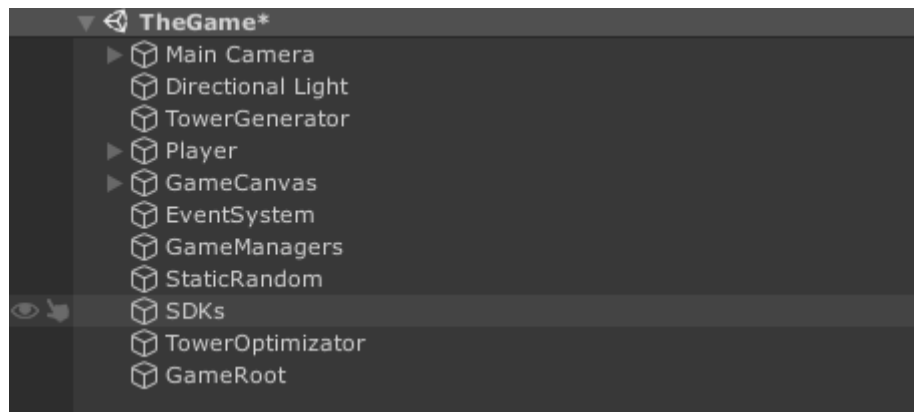 TheGame*
Main Camera
Directional Light
TowerGenerator
Player
GameCanvas
EventSystem
GameManagers
StaticRandom
SDKs
TowerOptimizator
GameRoot